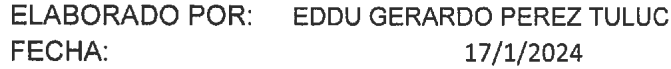 ELABORADO POR: EDDU GERARDO PEREZ TULUC
FECHA: 17/1/2024